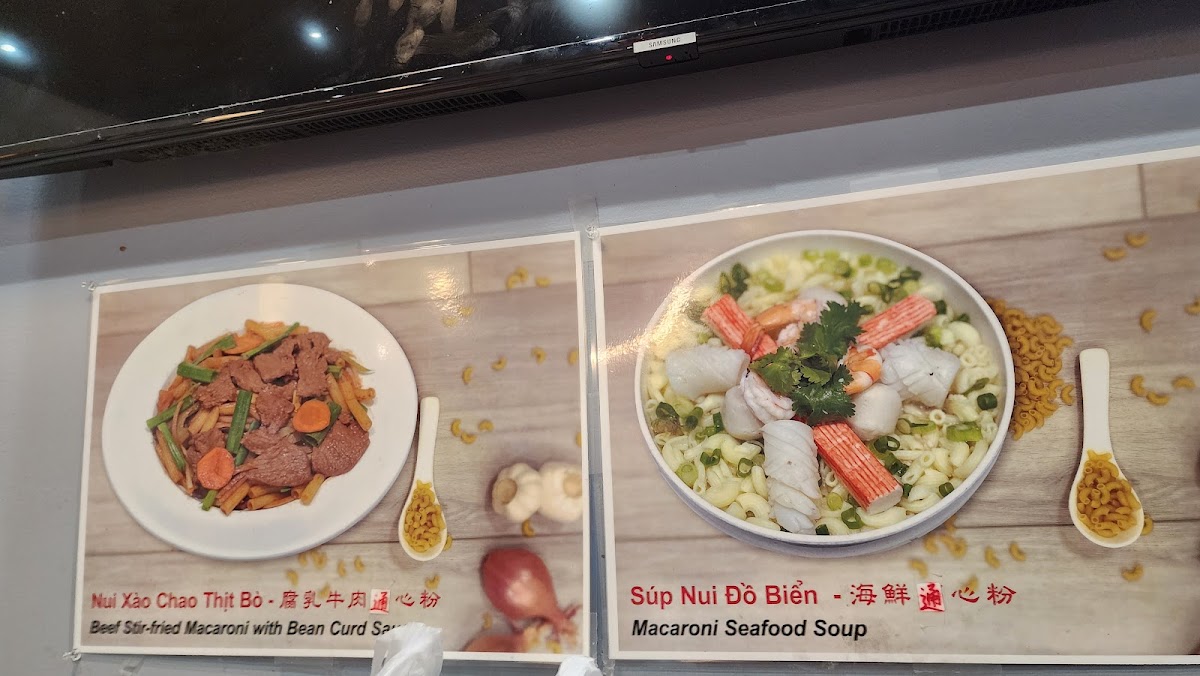 SAMSUNG
Nui Xào Chao Thịt Bò - 腐乳牛肉通心粉
Beef Stir-fried Macaroni with Bean Curd
Súp Nui Đồ Biển - 海鮮通心粉
Macaroni Seafood Soup